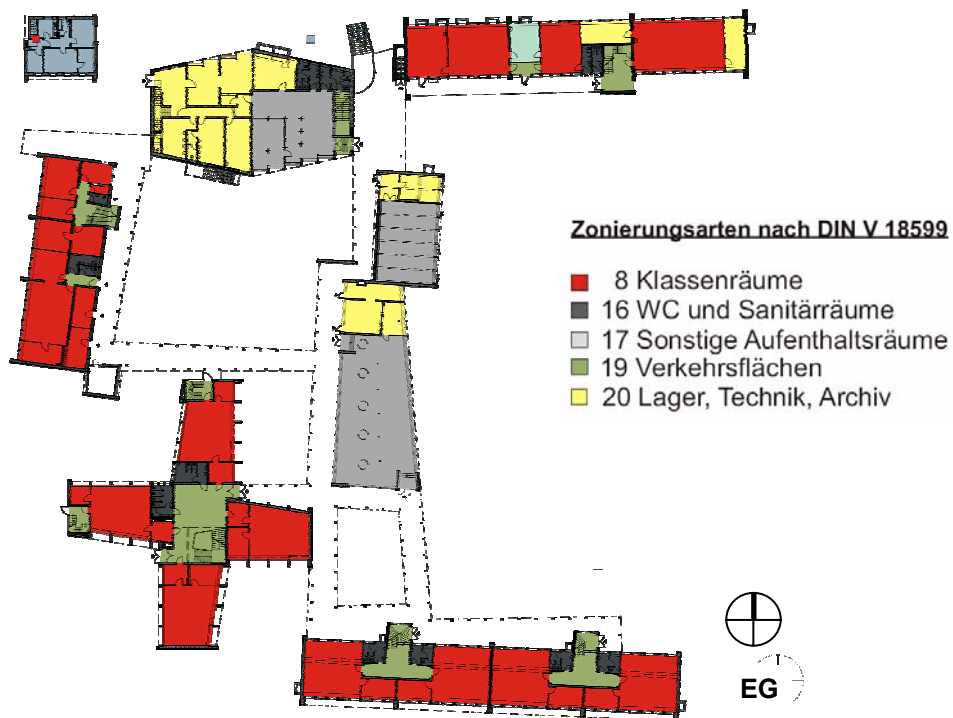 Zonierungsarten nach DIN V 18599
8 Klassenräume
16 WC und Sanitärräume
17 Sonstige Aufenthaltsräume
19 Verkehrsflächen
20 Lager, Technik, Archiv
EG